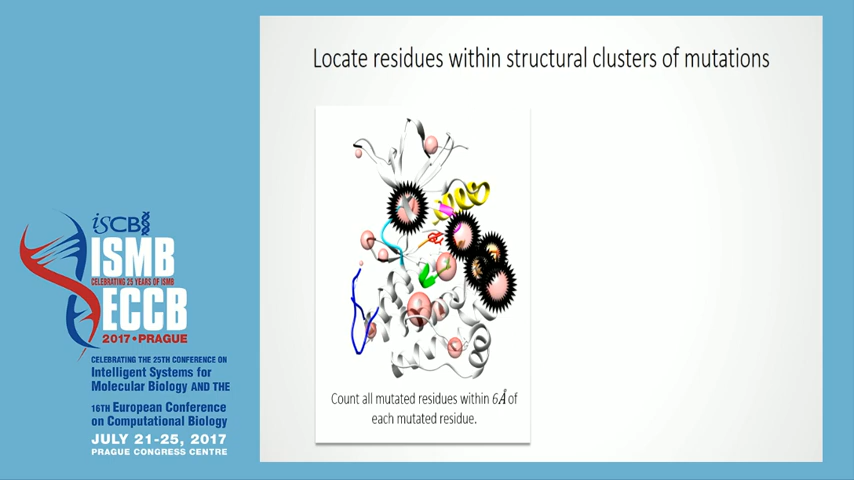 Locate residues within structural clusters of mutations
Count all mutated residues within 6Å of
each mutated residue.
iSCB
ISMB
CELEBRATING 25 YEARS OF ISMB
ECCB
2017 • PRAGUE
CELEBRATING THE 25TH CONFERENCE ON
Intelligent Systems for
Molecular Biology AND THE
16TH European Conference
on Computational Biology
JULY 21-25, 2017
PRAGUE CONGRESS CENTRE